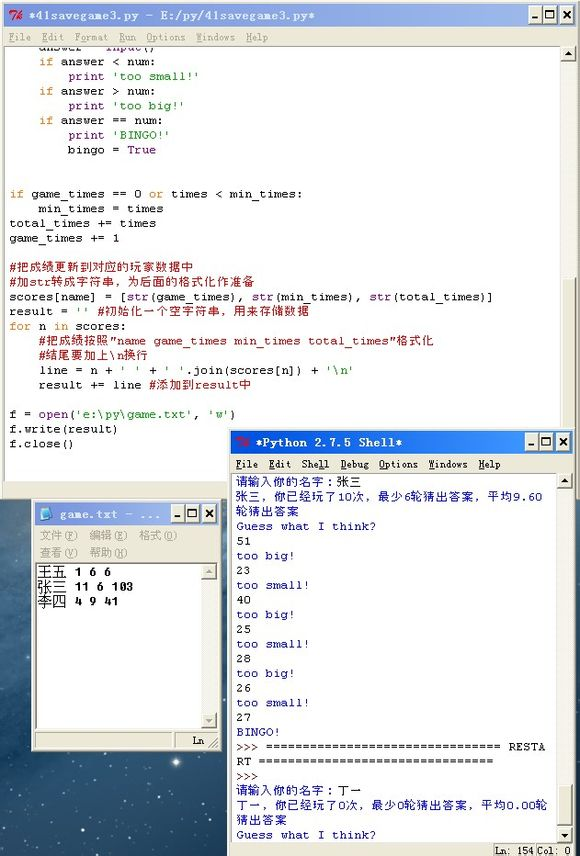 *41savegame3.py - E:/py/41savegame3.py*
File Edit Format Run Options Windows Help
answer = input()
if answer < num:
print 'too small!'
if answer > num:
print 'too big!'
if answer == num:
print 'BINGO!'
bingo = True
if game_times == 0 or times < min_times:
min_times = times
total_times += times
game_times += 1
#把成绩更新到对应的玩家数据中
#加str转成字符串，为后面的格式化作准备
scores[name] = [str(game_times), str(min_times), str(total_times)]
result = '' #初始化一个空字符串，用来存储数据
for n in scores:
#把成绩按照"name game_times min_times total_times"格式化
#结尾要加上\n换行
line = n + ' ' + ' '.join(scores[n]) + '\n'
result += line #添加到result中
f = open('e:\py\game.txt', 'w')
f.write(result)
f.close()
*Python 2.7.5 Shell*
File Edit Shell Debug Options Windows Help
请输入你的名字：张三
张三，你已经玩了10次，最少6轮猜出答案，平均9.60
轮猜出答案
Guess what I think?
51
too big!
23
too small!
40
too big!
25
too small!
28
too big!
26
too small!
27
BINGO!
>>> ================================ RESTA
RT ================================
>>>
请输入你的名字：丁一
丁一，你已经玩了0次，最少0轮猜出答案，平均0.00轮
猜出答案
Guess what I think?
Ln: 154 Col: 0
game.txt - ...
文件(F) 编辑(E) 格式(O)
查看(V) 帮助(H)
王五 1 6 6
张三 11 6 103
李四 4 9 41
Ln